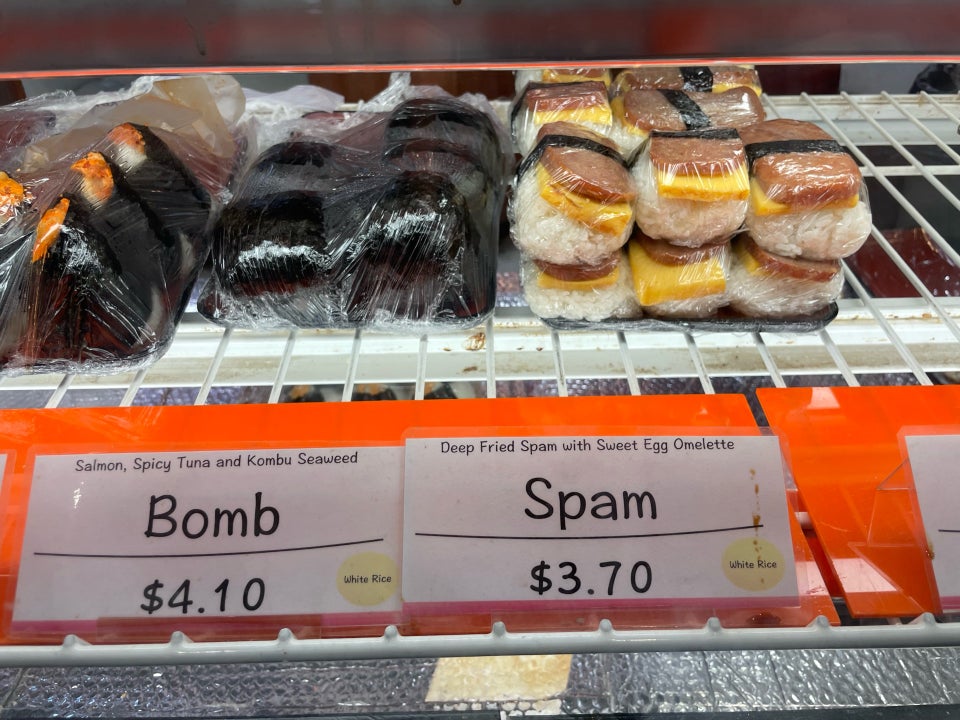 Salmon, Spicy Tuna and Kombu Seaweed
Bomb
$4.10
White Rice
Deep Fried Spam with Sweet Egg Omelette
Spam
$3.70
White Rice